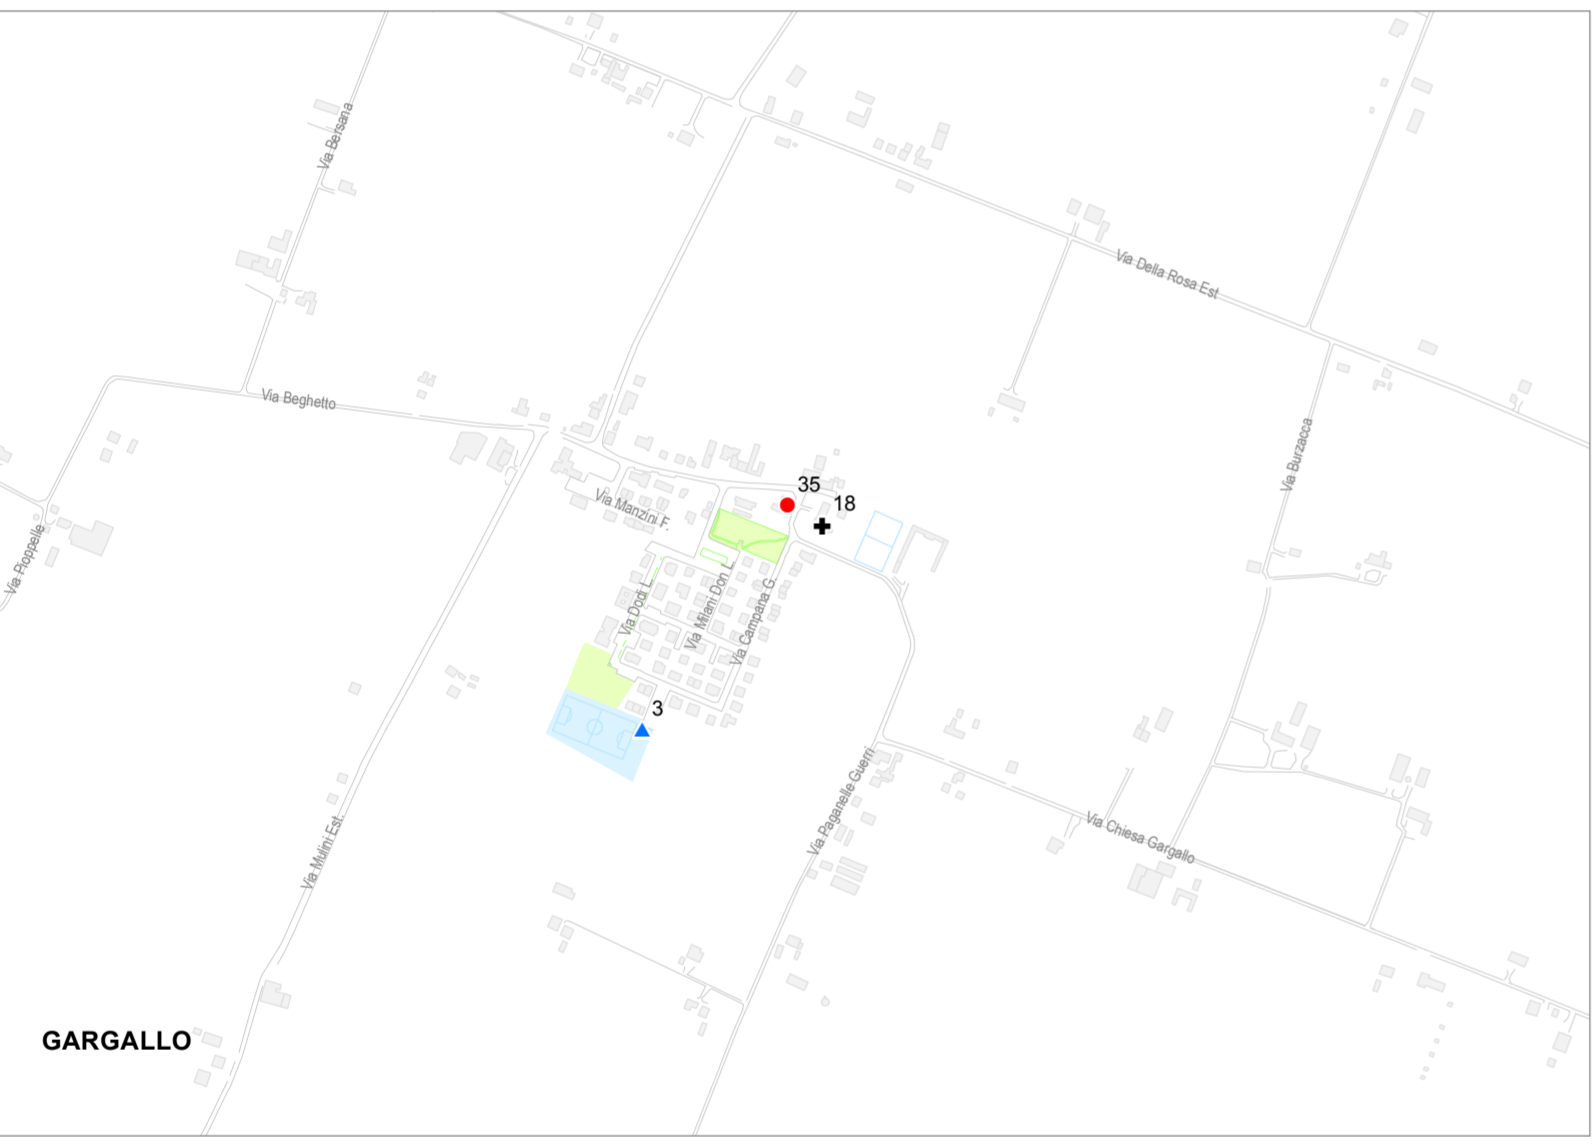 Via Bersana
Via Della Rosa Est
Via Beghetto
Via Burzacca
35
18
Via Manzini F.
Via Pioppelle
Via Dodi L.
Via Milani Don L.
Via Campana G.
3
Via Paganelle Guerri
Via Mulini Est.
Via Chiesa Gargallo
GARGALLO